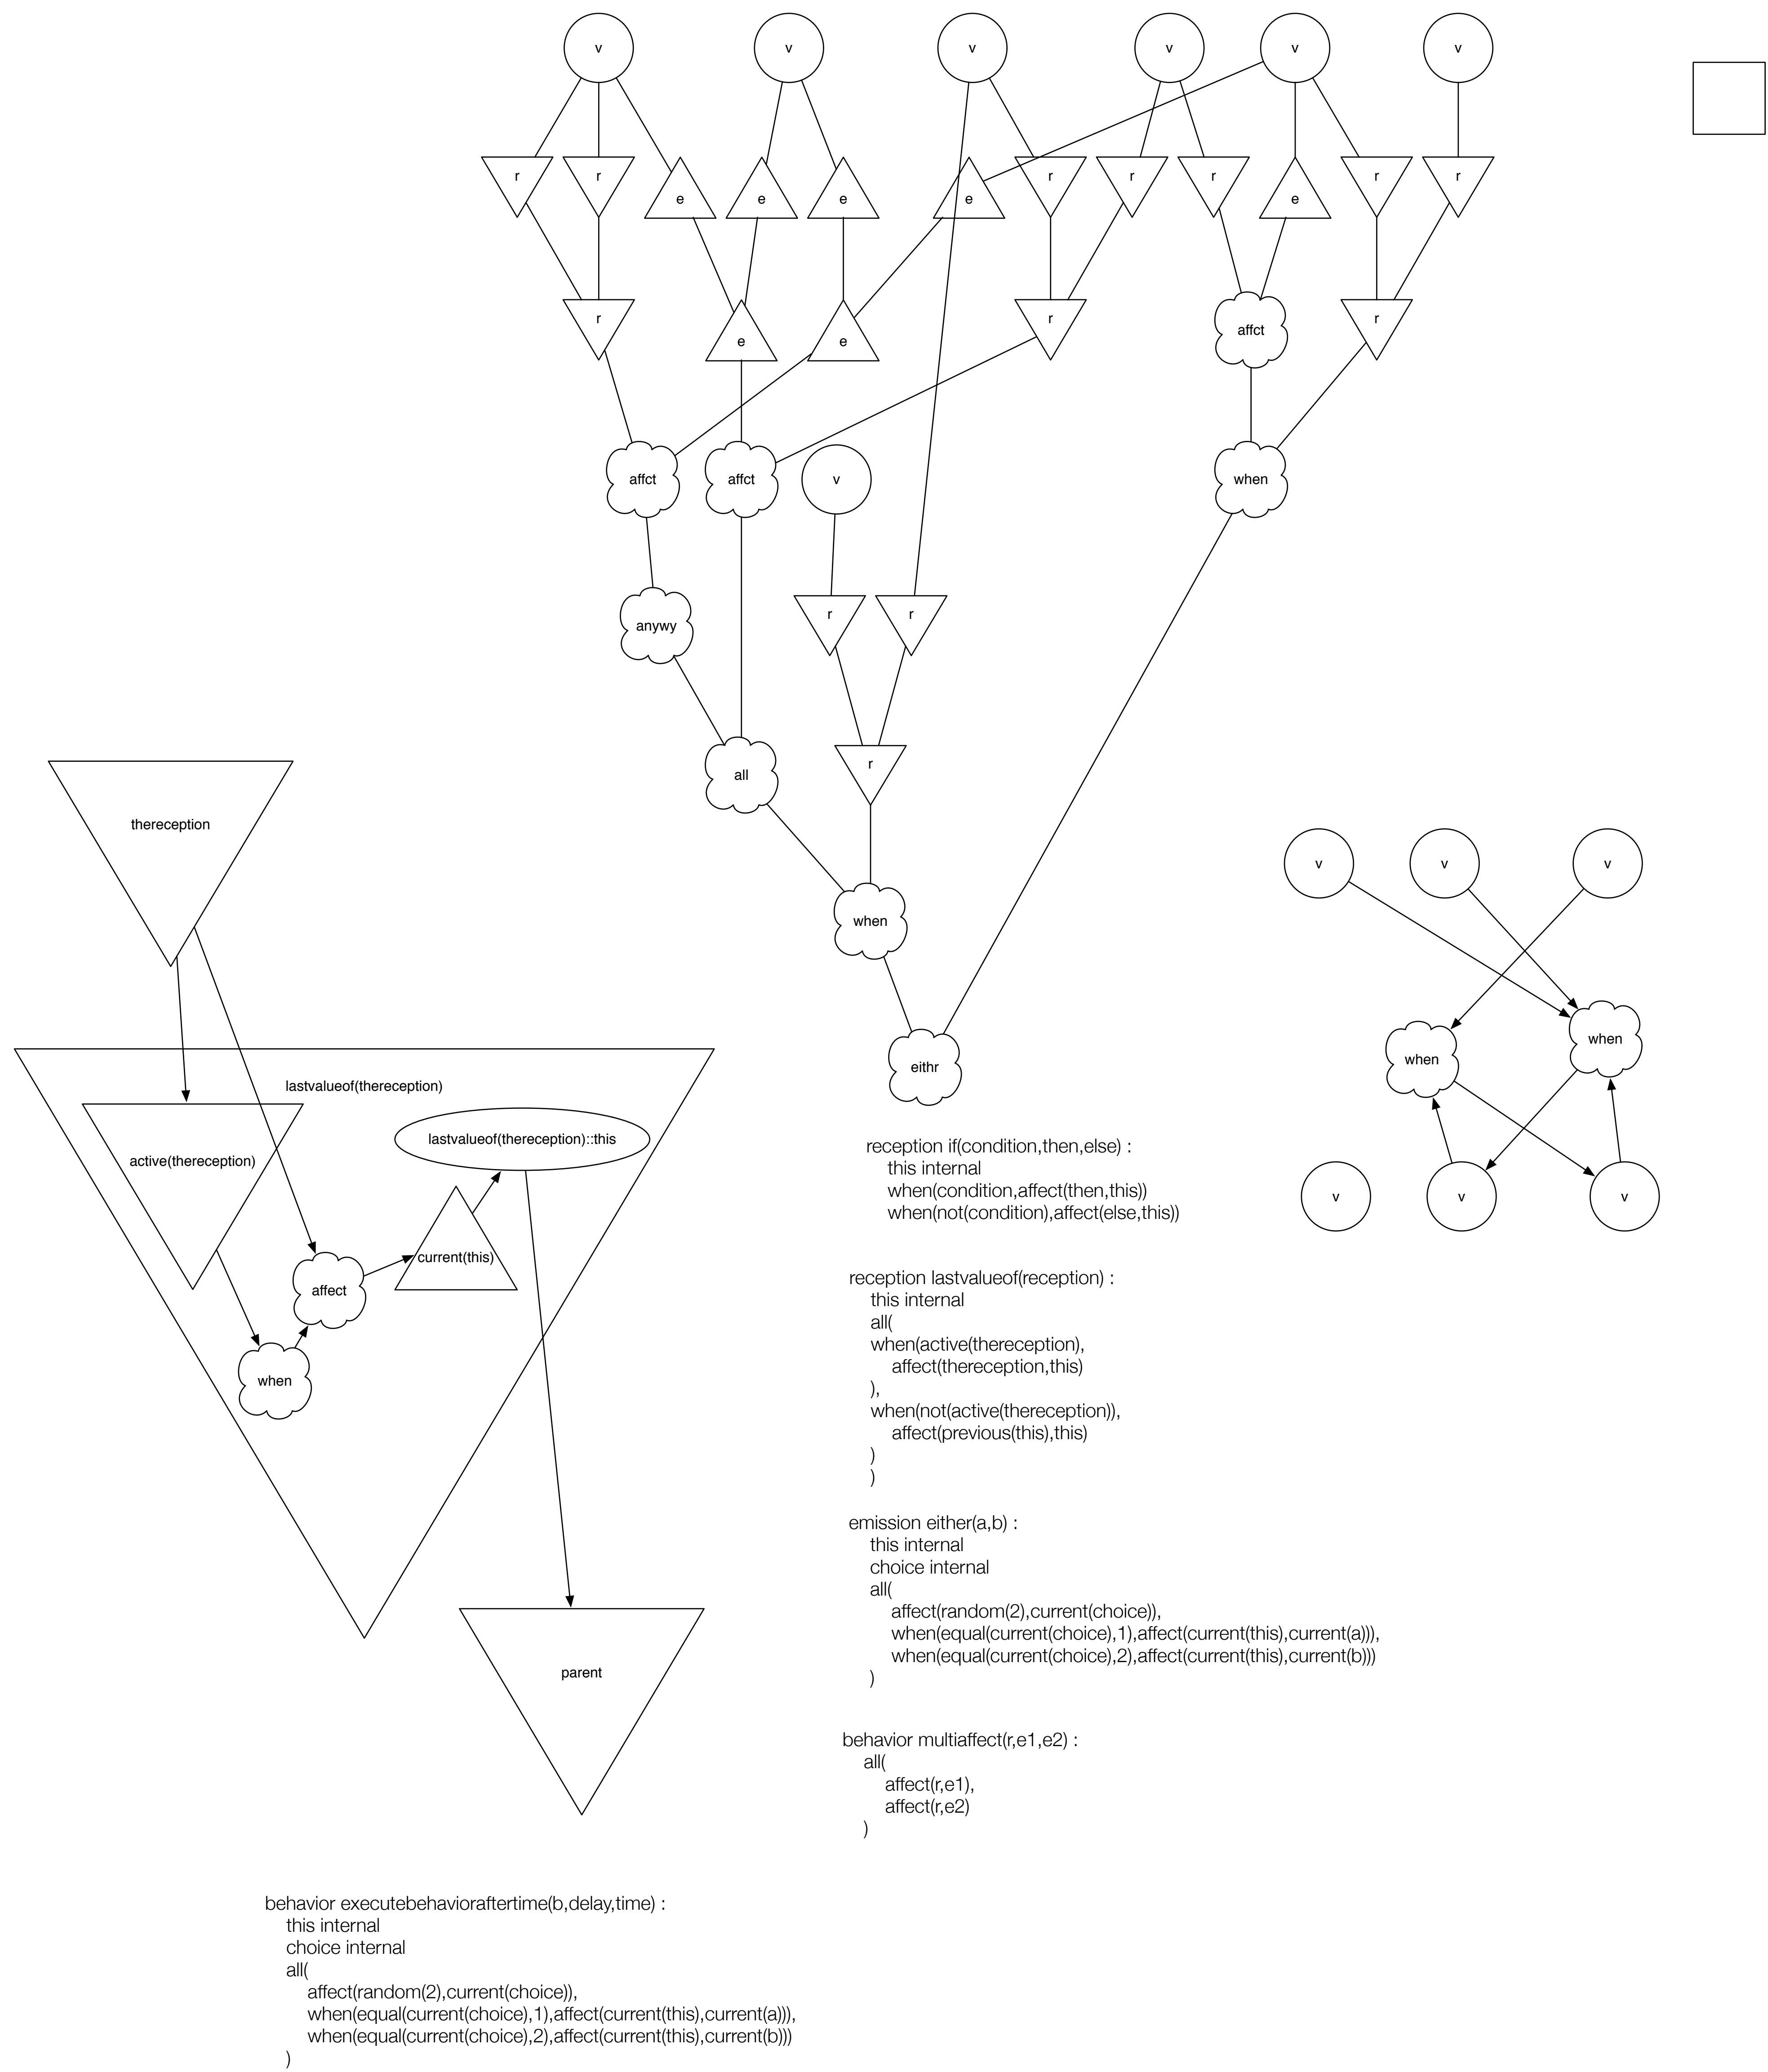 v
v
v
v
v
v
r
r
e
e
e
e
r
r
r
e
r
r
r
e
e
r
affct
r
affct
affct
v
when
anywy
r
r
r
all
when
eithr
thereception
lastvalueof(thereception)
active(thereception)
lastvalueof(thereception)::this
current(this)
affect
when
parent
v
v
v
when
when
v
v
v
reception if(condition,then,else) :
this internal
when(condition,affect(then,this))
when(not(condition),affect(else,this))
reception lastvalueof(reception) :
this internal
all(
when(active(thereception),
affect(thereception,this)
),
when(not(active(thereception)),
affect(previous(this),this)
)
)
emission either(a,b) :
this internal
choice internal
all(
affect(random(2),current(choice)),
when(equal(current(choice),1),affect(current(this),current(a))),
when(equal(current(choice),2),affect(current(this),current(b)))
)
behavior multiaffect(r,e1,e2) :
all(
affect(r,e1),
affect(r,e2)
)
behavior executebehavioraftertime(b,delay,time) :
this internal
choice internal
all(
affect(random(2),current(choice)),
when(equal(current(choice),1),affect(current(this),current(a))),
when(equal(current(choice),2),affect(current(this),current(b)))
)